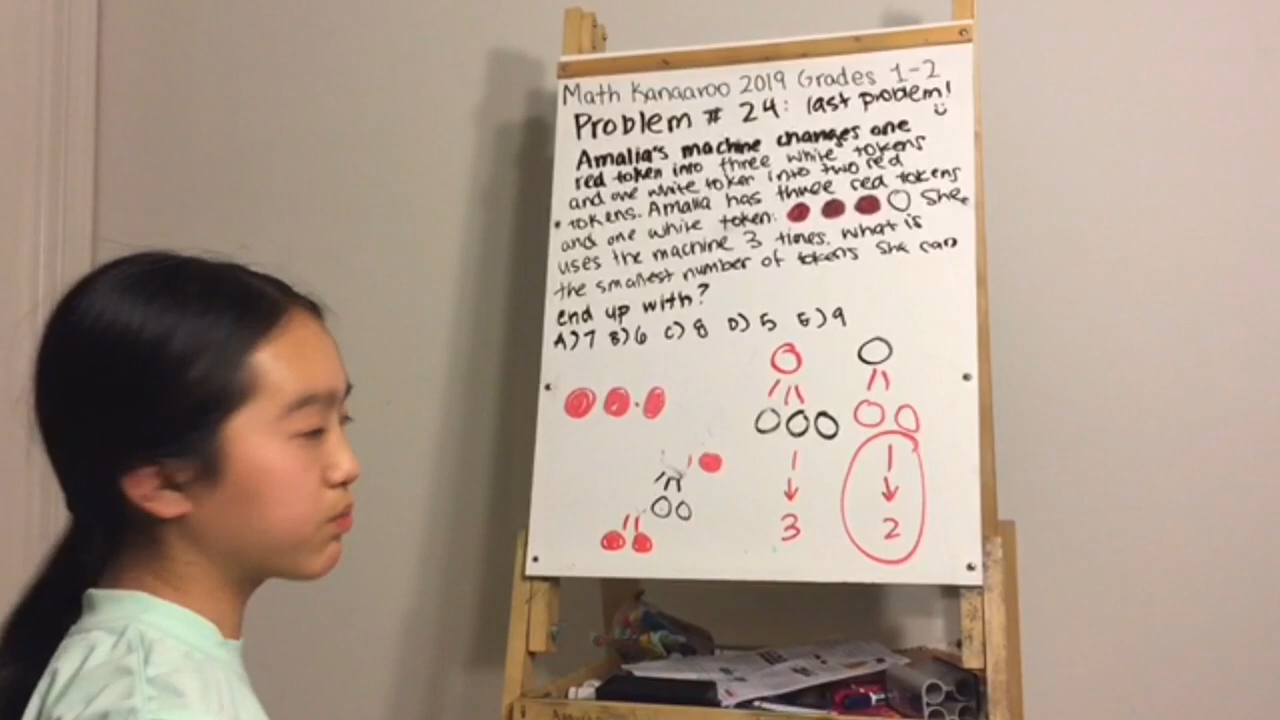 Math Kangaroo 2019 Grades 1-2
Problem # 24: last problem!
Amalia's machine changes one
red token into three white tokens
and one white token into two red
tokens. Amalia has three red tokens
and one white token. She
uses the machine 3 times. What is
the smallest number of tokens she can
end up with?
A) 7 B) 6 C) 8 D) 5 E) 9
3 2